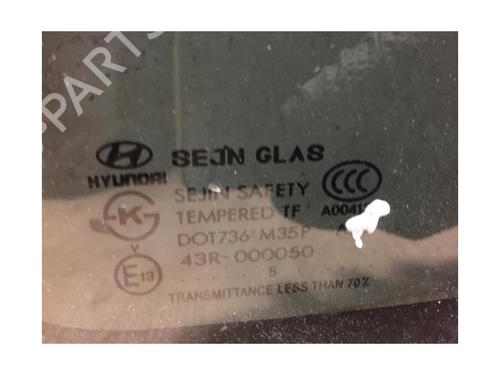 PARTS
HYUNDAI
SEJIN GLAS
SEJIN SAFETY
TEMPERED TF
DOT736 M35P
43R-000050
5
TRANSMITTANCE LESS THAN 70%
K
V
E13
CCC